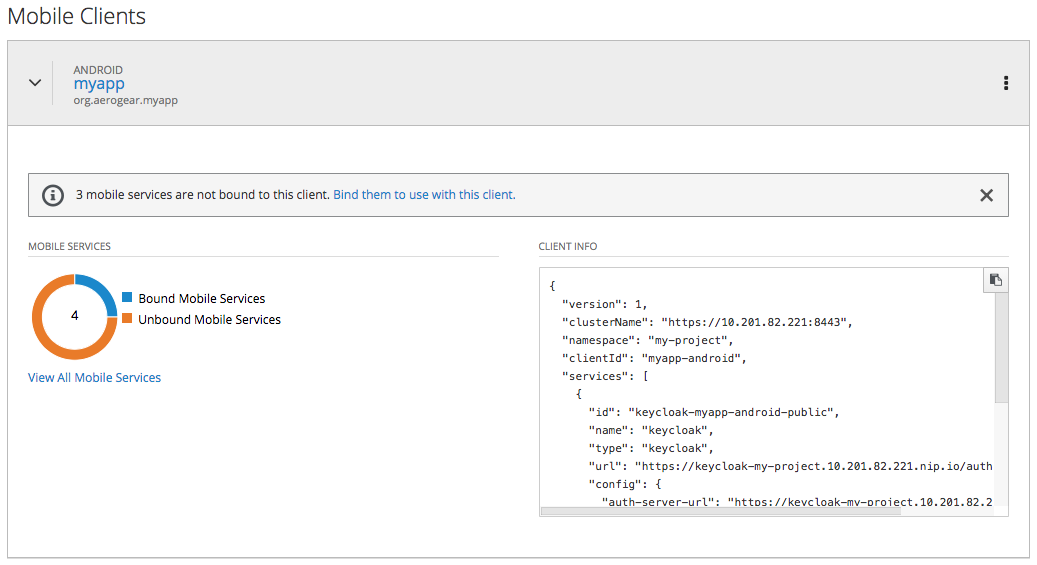 Mobile Clients
ANDROID
myapp
org.aerogear.myapp
3 mobile services are not bound to this client. Bind them to use with this client.
MOBILE SERVICES
4
Bound Mobile Services
Unbound Mobile Services
View All Mobile Services
CLIENT INFO
{
"version": 1,
"clusterName": "https://10.201.82.221:8443",
"namespace": "my-project",
"clientId": "myapp-android",
"services": [
{
"id": "keycloak-myapp-android-public",
"name": "keycloak",
"type": "keycloak",
"url": "https://keycloak-my-project.10.201.82.221.nip.io/auth
"config": {
"auth-server-url": "https://keycloak-my-project.10.201.82.2